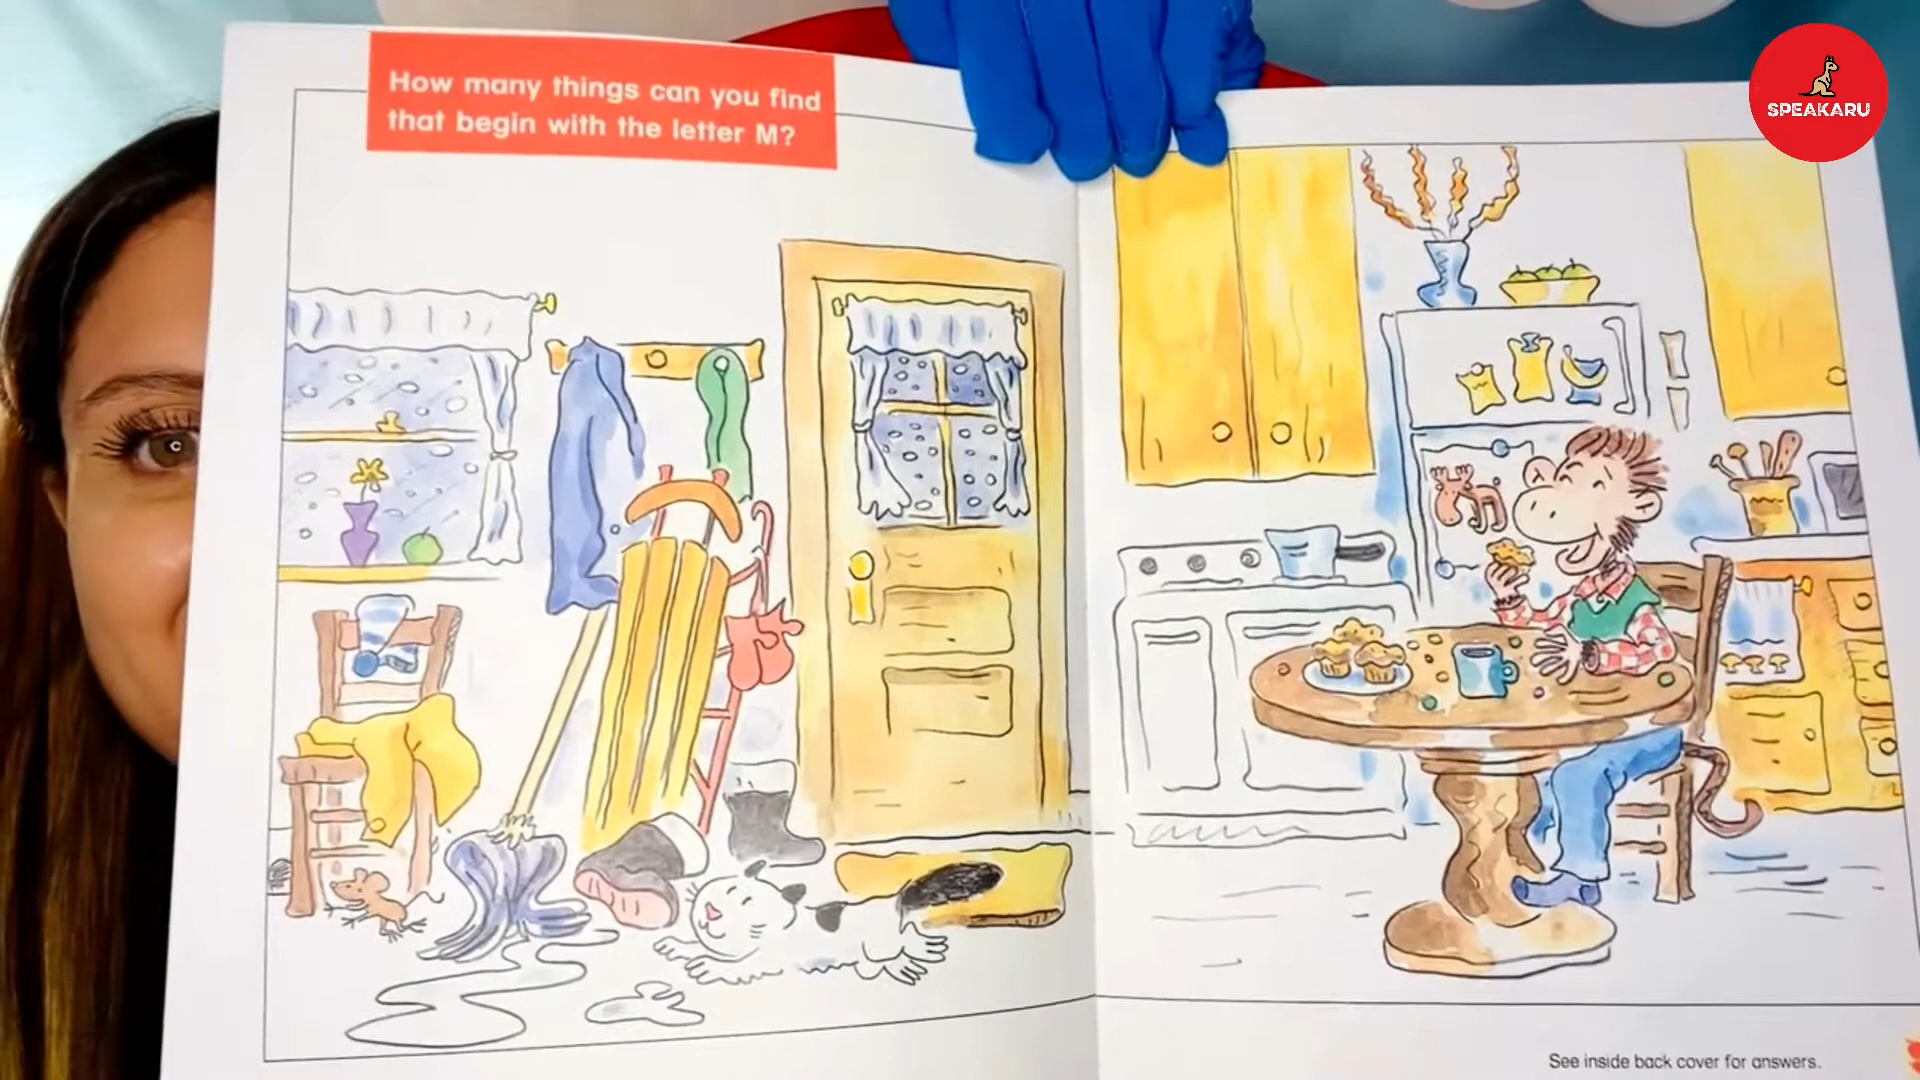 How many things can you find
that begin with the letter M?
SPEAKARU
See inside back cover for answers.